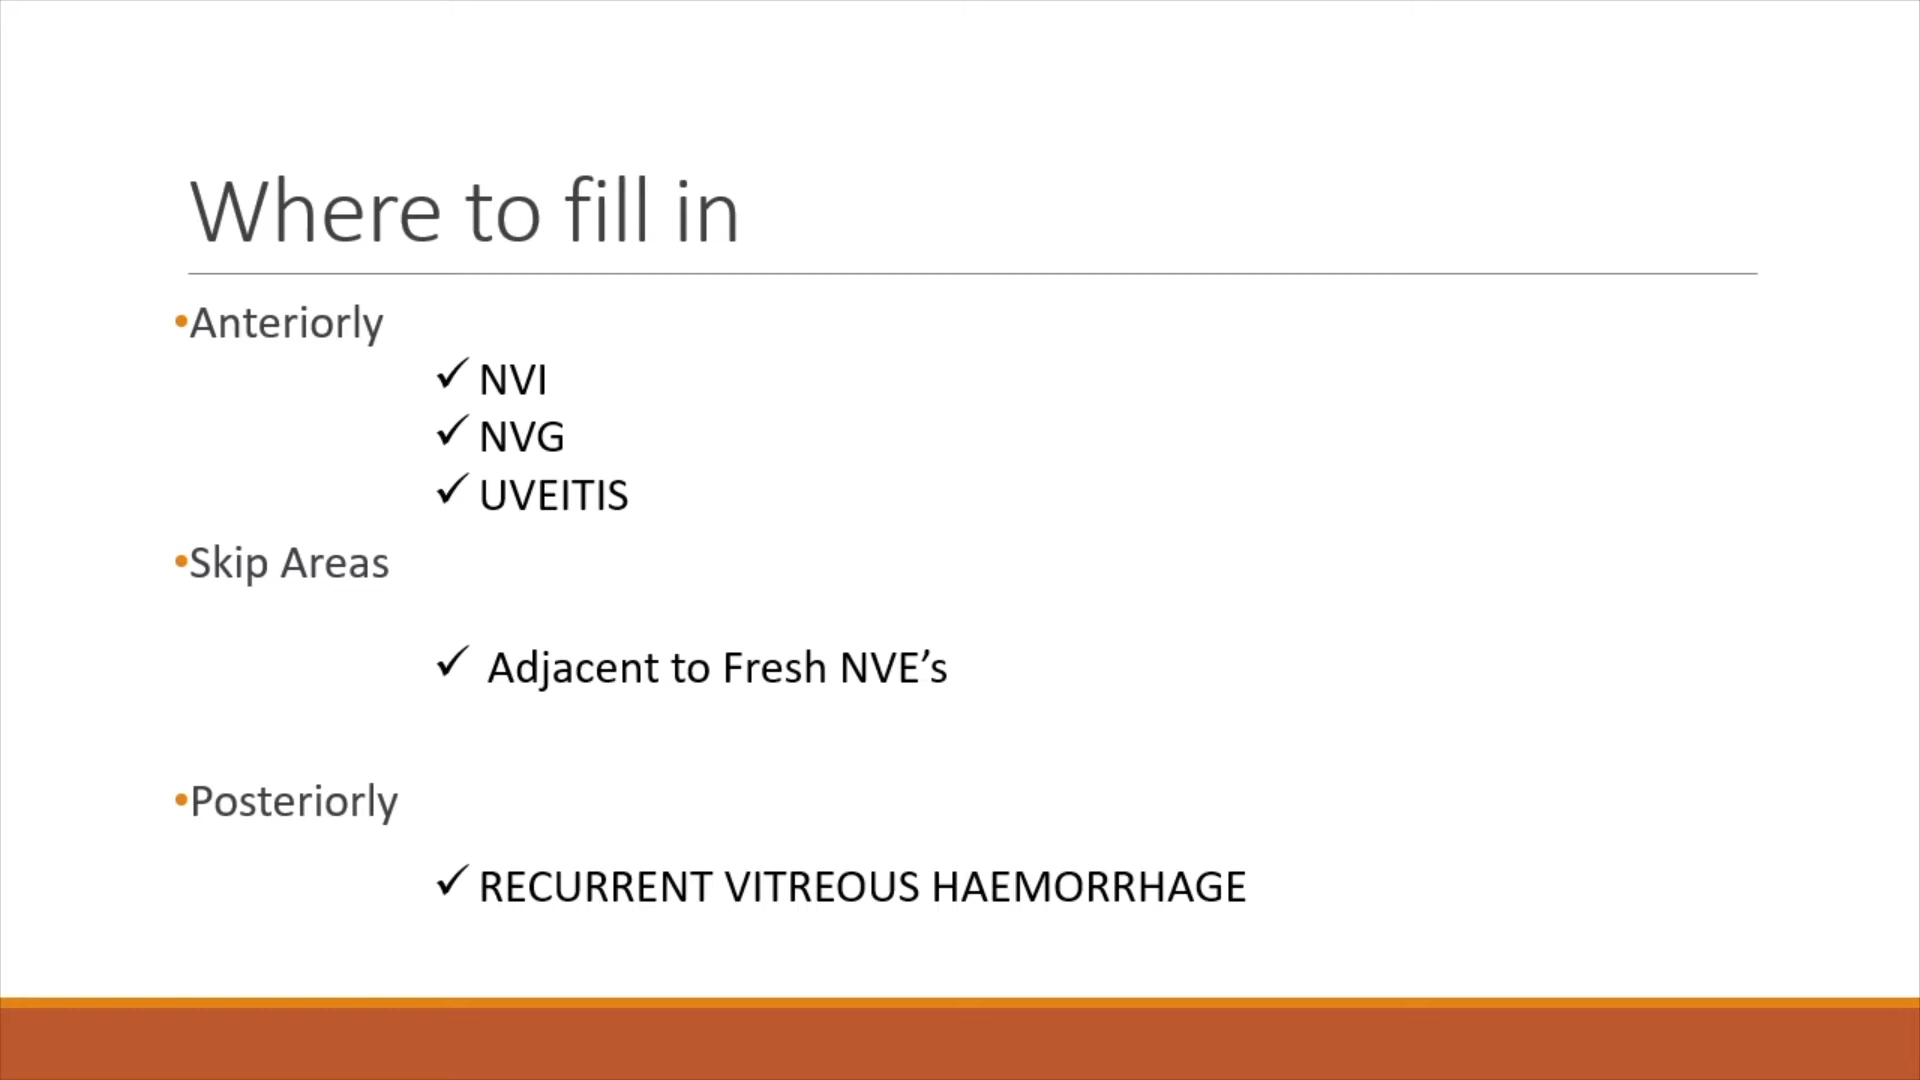 Where to fill in
•Anteriorly
✓ NVI
✓ NVG
✓ UVEITIS
•Skip Areas
✓ Adjacent to Fresh NVE’s
•Posteriorly
✓ RECURRENT VITREOUS HAEMORRHAGE